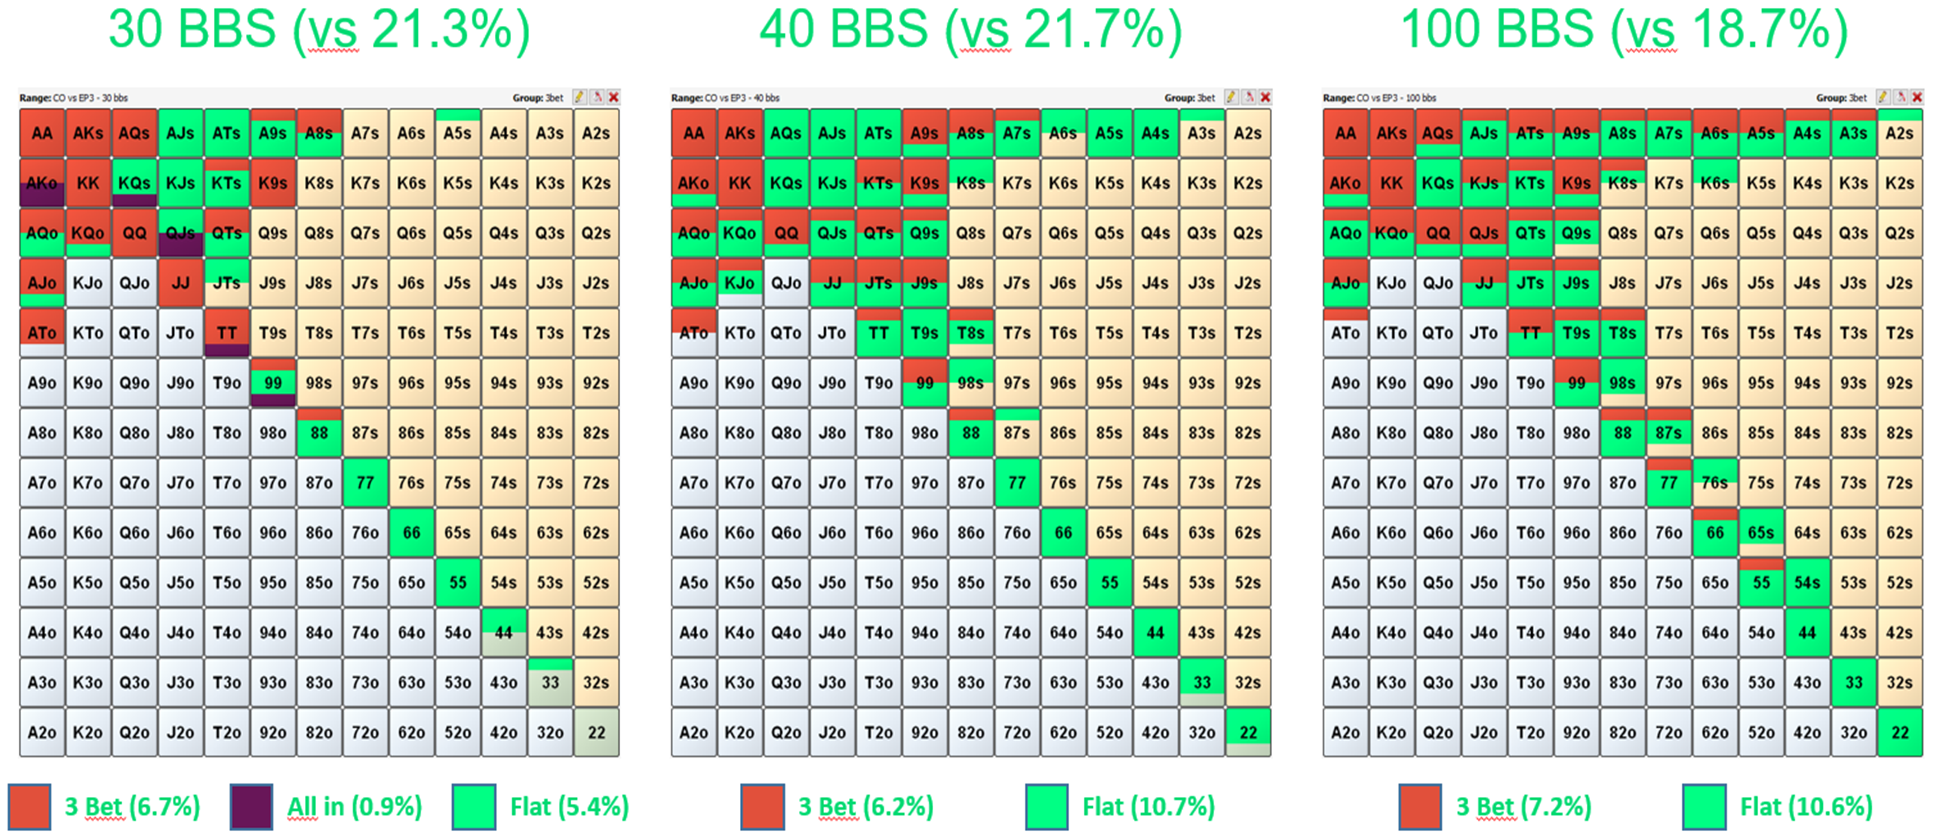 30 BBS (vs 21.3%)
40 BBS (vs 21.7%)
100 BBS (vs 18.7%)
Range: CO vs EP3 - 30 bbs Group: 3bet
AA AKs AQs AJs ATs A9s A8s A7s A6s A5s A4s A3s A2s
AKo KK KQs KJs KTs K9s K8s K7s K6s K5s K4s K3s K2s
AQo KQo QQ QJs QTs Q9s Q8s Q7s Q6s Q5s Q4s Q3s Q2s
AJo KJo QJo JJ JTs J9s J8s J7s J6s J5s J4s J3s J2s
ATo KTo QTo JTo TT T9s T8s T7s T6s T5s T4s T3s T2s
A9o K9o Q9o J9o T9o 99 98s 97s 96s 95s 94s 93s 92s
A8o K8o Q8o J8o T8o 98o 88 87s 86s 85s 84s 83s 82s
A7o K7o Q7o J7o T7o 97o 87o 77 76s 75s 74s 73s 72s
A6o K6o Q6o J6o T6o 96o 86o 76o 66 65s 64s 63s 62s
A5o K5o Q5o J5o T5o 95o 85o 75o 65o 55 54s 53s 52s
A4o K4o Q4o J4o T4o 94o 84o 74o 64o 54o 44 43s 42s
A3o K3o Q3o J3o T3o 93o 83o 73o 63o 53o 43o 33 32s
A2o K2o Q2o J2o T2o 92o 82o 72o 62o 52o 42o 32o 22
3 Bet (6.7%) All in (0.9%) Flat (5.4%)
Range: CO vs EP3 - 40 bbs Group: 3bet
AA AKs AQs AJs ATs A9s A8s A7s A6s A5s A4s A3s A2s
AKo KK KQs KJs KTs K9s K8s K7s K6s K5s K4s K3s K2s
AQo KQo QQ QJs QTs Q9s Q8s Q7s Q6s Q5s Q4s Q3s Q2s
AJo KJo QJo JJ JTs J9s J8s J7s J6s J5s J4s J3s J2s
ATo KTo QTo JTo TT T9s T8s T7s T6s T5s T4s T3s T2s
A9o K9o Q9o J9o T9o 99 98s 97s 96s 95s 94s 93s 92s
A8o K8o Q8o J8o T8o 98o 88 87s 86s 85s 84s 83s 82s
A7o K7o Q7o J7o T7o 97o 87o 77 76s 75s 74s 73s 72s
A6o K6o Q6o J6o T6o 96o 86o 76o 66 65s 64s 63s 62s
A5o K5o Q5o J5o T5o 95o 85o 75o 65o 55 54s 53s 52s
A4o K4o Q4o J4o T4o 94o 84o 74o 64o 54o 44 43s 42s
A3o K3o Q3o J3o T3o 93o 83o 73o 63o 53o 43o 33 32s
A2o K2o Q2o J2o T2o 92o 82o 72o 62o 52o 42o 32o 22
3 Bet (6.2%) Flat (10.7%)
Range: CO vs EP3 - 100 bbs Group: 3bet
AA AKs AQs AJs ATs A9s A8s A7s A6s A5s A4s A3s A2s
AKo KK KQs KJs KTs K9s K8s K7s K6s K5s K4s K3s K2s
AQo KQo QQ QJs QTs Q9s Q8s Q7s Q6s Q5s Q4s Q3s Q2s
AJo KJo QJo JJ JTs J9s J8s J7s J6s J5s J4s J3s J2s
ATo KTo QTo JTo TT T9s T8s T7s T6s T5s T4s T3s T2s
A9o K9o Q9o J9o T9o 99 98s 97s 96s 95s 94s 93s 92s
A8o K8o Q8o J8o T8o 98o 88 87s 86s 85s 84s 83s 82s
A7o K7o Q7o J7o T7o 97o 87o 77 76s 75s 74s 73s 72s
A6o K6o Q6o J6o T6o 96o 86o 76o 66 65s 64s 63s 62s
A5o K5o Q5o J5o T5o 95o 85o 75o 65o 55 54s 53s 52s
A4o K4o Q4o J4o T4o 94o 84o 74o 64o 54o 44 43s 42s
A3o K3o Q3o J3o T3o 93o 83o 73o 63o 53o 43o 33 32s
A2o K2o Q2o J2o T2o 92o 82o 72o 62o 52o 42o 32o 22
3 Bet (7.2%) Flat (10.6%)